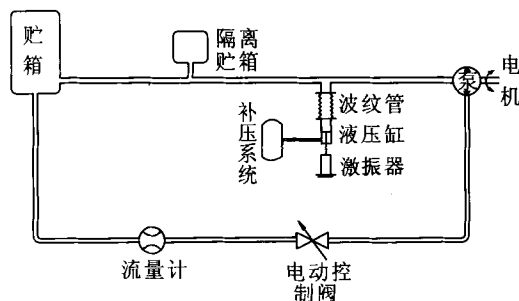 贮
箱
隔离
贮箱
泵
电
机
波纹管
补压系统
液压缸
激振器
流量计
电动控
制阀